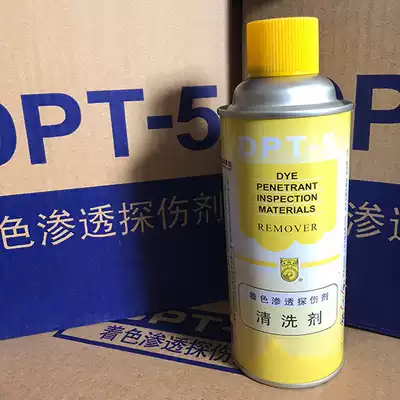 DPT-5
色渗透探伤剂
DPT-5
DYE
PENETRANT
INSPECTION
MATERIALS
REMOVER
着色渗透探伤剂
清洗剂
DPT-5
着色渗透探伤剂